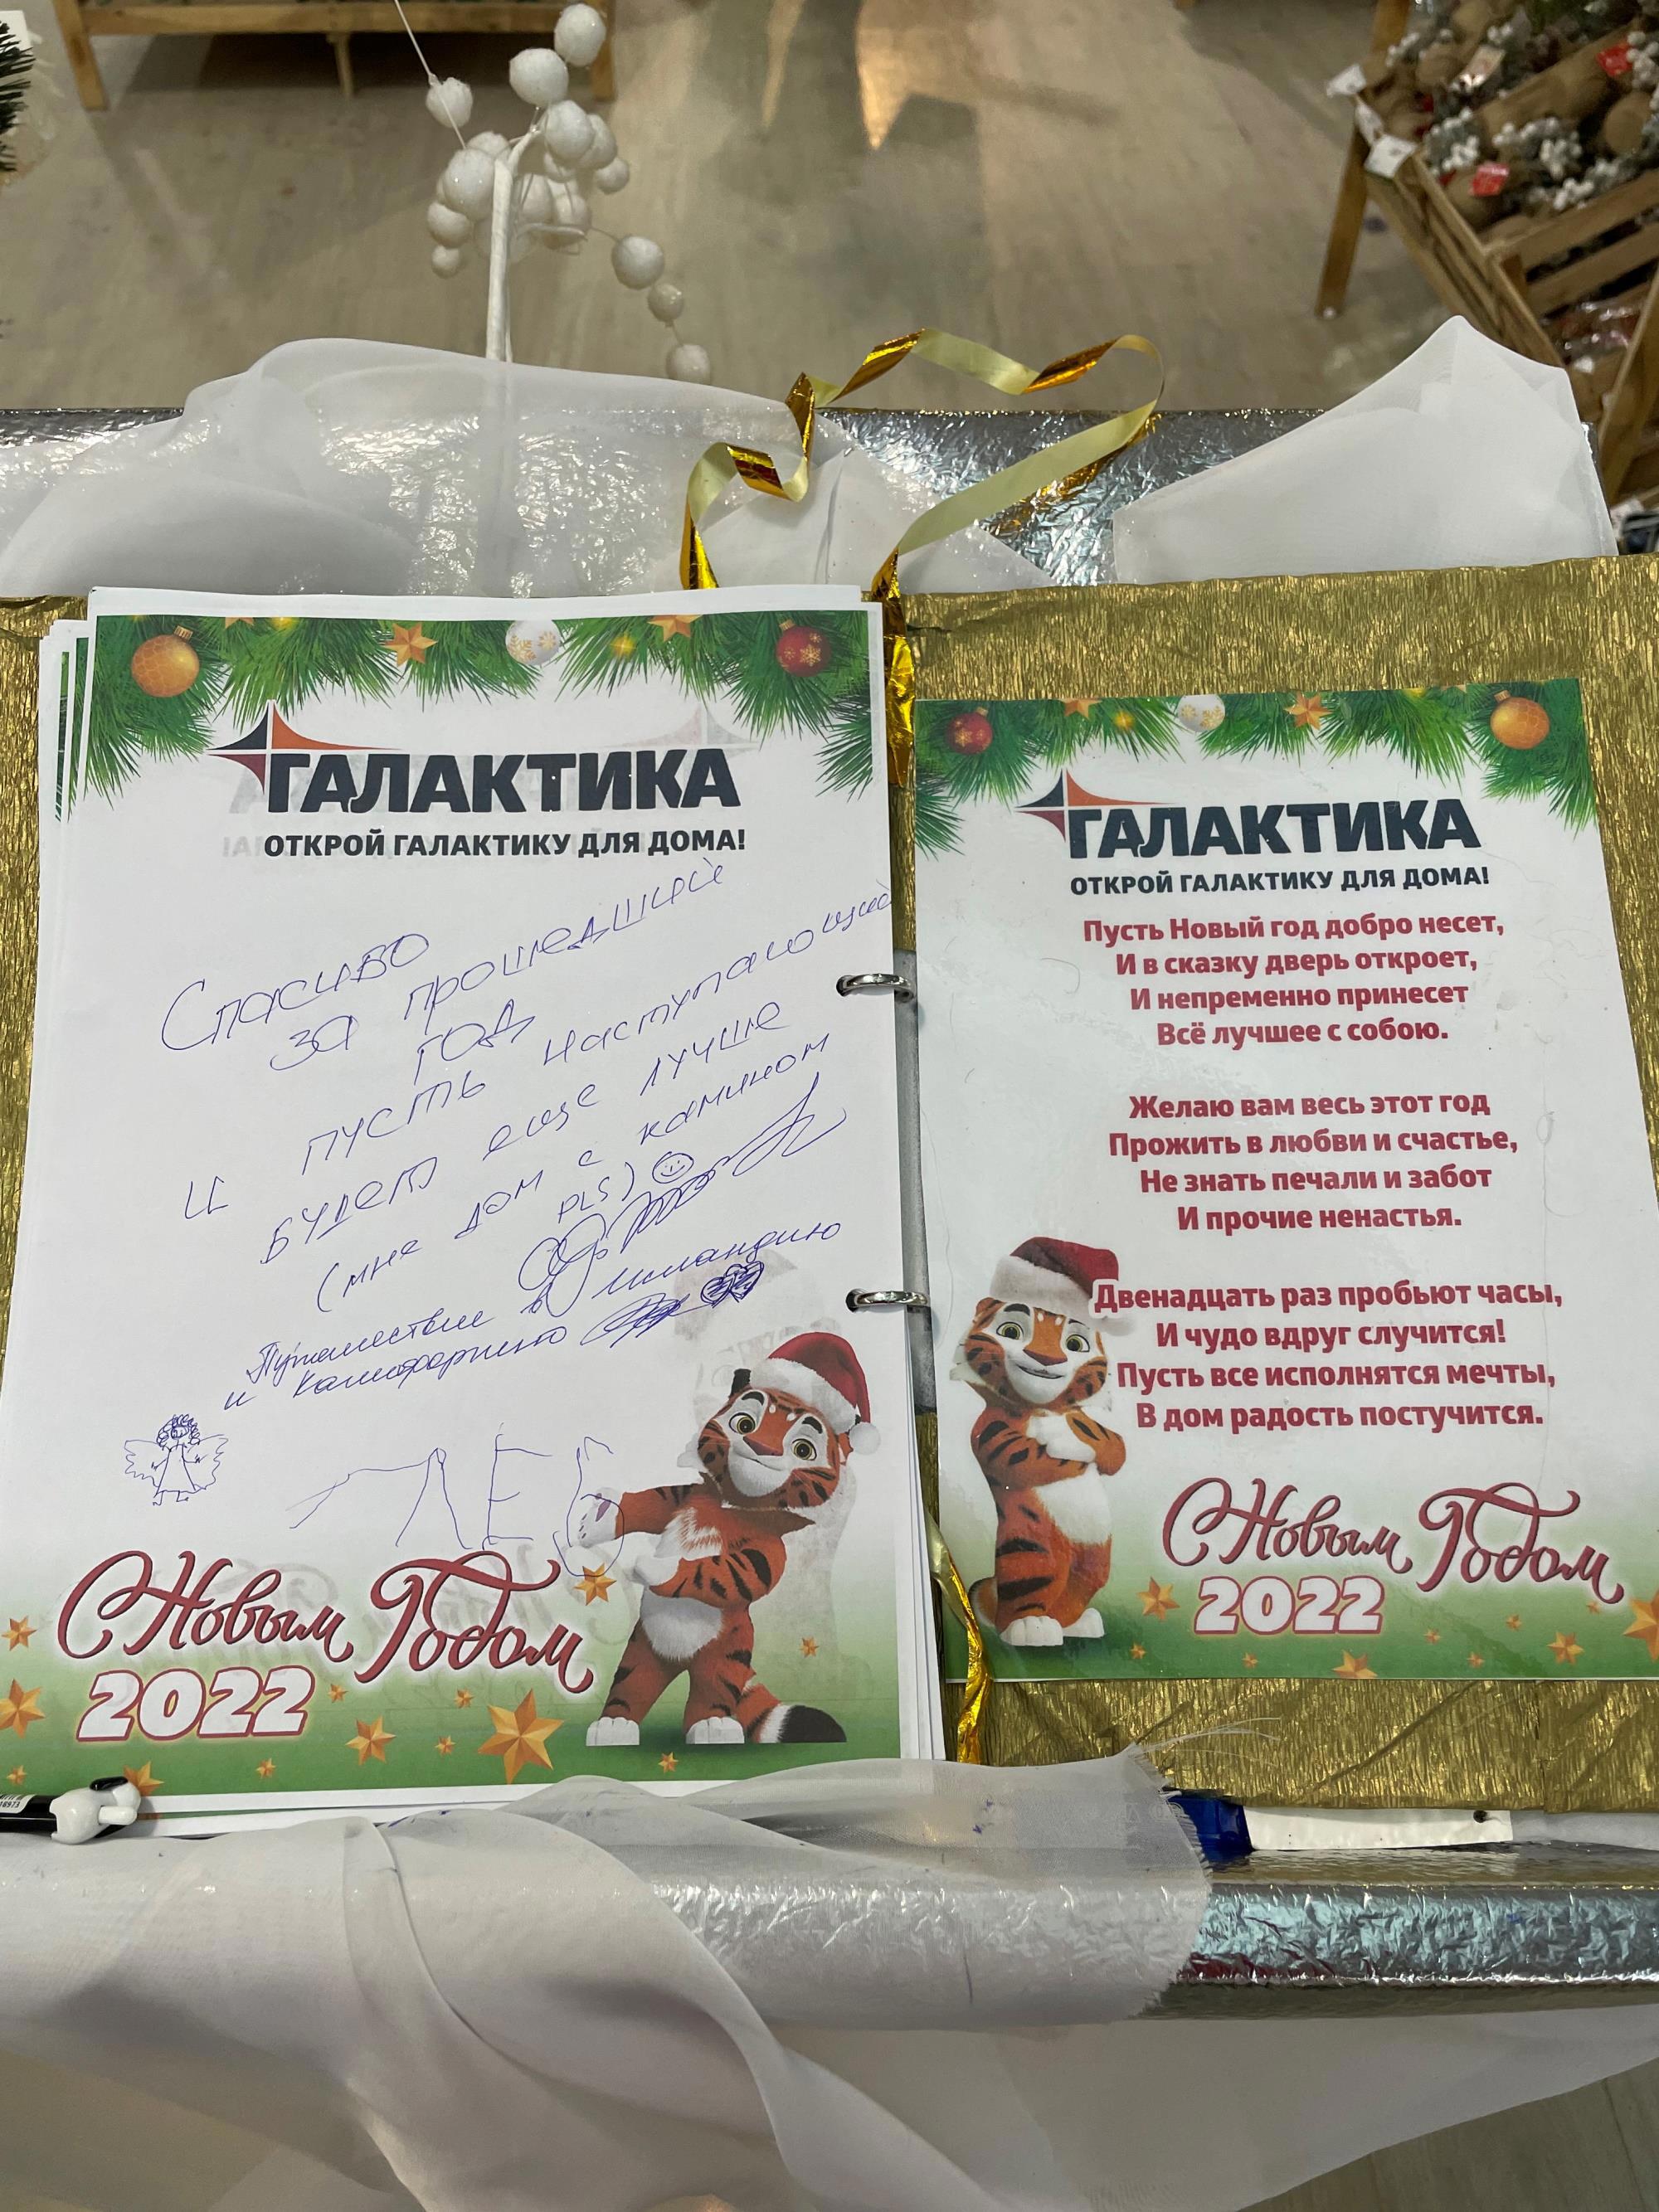 ГАЛАКТИКА
ОТКРОЙ ГАЛАКТИКУ ДЛЯ ДОМА!
Спасиво
за прошедший
год
и пусть наступающий
будет еще лучше
(мне дом с камином
pls)
Путешествие в
и Калифорнию
С Новым Годом
2022
ГАЛАКТИКА
ОТКРОЙ ГАЛАКТИКУ ДЛЯ ДОМА!
Пусть Новый год добро несет,
И в сказку дверь откроет,
И непременно принесет
Всё лучшее с собою.
Желаю вам весь этот год
Прожить в любви и счастье,
Не знать печали и забот
И прочие ненастья.
Двенадцать раз пробьют часы,
И чудо вдруг случится!
Пусть все исполнятся мечты,
В дом радость постучится.
С Новым Годом
2022